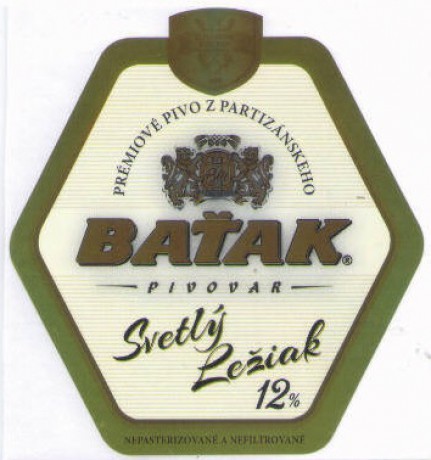 PRÉMIOVÉ PIVO Z PARTIZÁNSKEHO
BAŤAK®
PIVOVAR
Svetlý
Ležiak
12%
NEPASTERIZOVANÉ A NEFILTROVANÉ